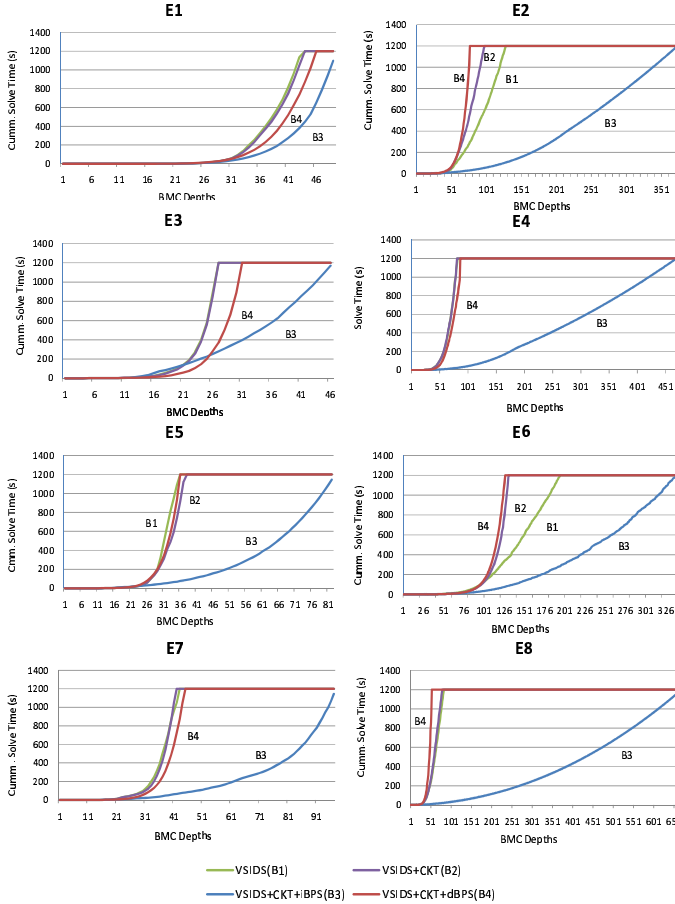 E1
1400
1200
1000
800
600
400
200
0
Cumm. Solve Time (s)
B4
B3
1 6 11 16 21 26 31 36 41 46
BMC Depths
E2
1400
1200
1000
800
600
400
200
0
Cumm. Solve Time (s)
B4
B2
B1
B3
1 51 101 151 201 251 301 351
BMC Depths
E3
1400
1200
1000
800
600
400
200
0
Cumm. Solve Time (s)
B4
B3
1 6 11 16 21 26 31 36 41 46
BMC Depths
E4
1400
1200
1000
800
600
400
200
0
Solve Time (s)
B4
B3
1 51 101 151 201 251 301 351 401 451
BMC Depths
E5
1400
1200
1000
800
600
400
200
0
Cmm. Solve Time (s)
B1
B2
B3
1 6 11 16 21 26 31 36 41 46 51 56 61 66 71 76 81
BMC Depths
E6
1400
1200
1000
800
600
400
200
0
Cumm. Solve Time (s)
B4
B2
B1
B3
1 26 51 76 101 126 151 176 201 226 251 276 301 326
BMC Depths
E7
1400
1200
1000
800
600
400
200
0
Cumm. Solve Time (s)
B4
B3
1 11 21 31 41 51 61 71 81 91
BMC Depths
E8
1400
1200
1000
800
600
400
200
0
Cumm. Solve Time (s)
B4
B3
1 51 101 151 201 251 301 351 401 451 501 551 601 65
BMC Depths
VSIDS(B1) VSIDS+CKT(B2)
VSIDS+CKT+iBPS(B3) VSIDS+CKT+dBPS(B4)